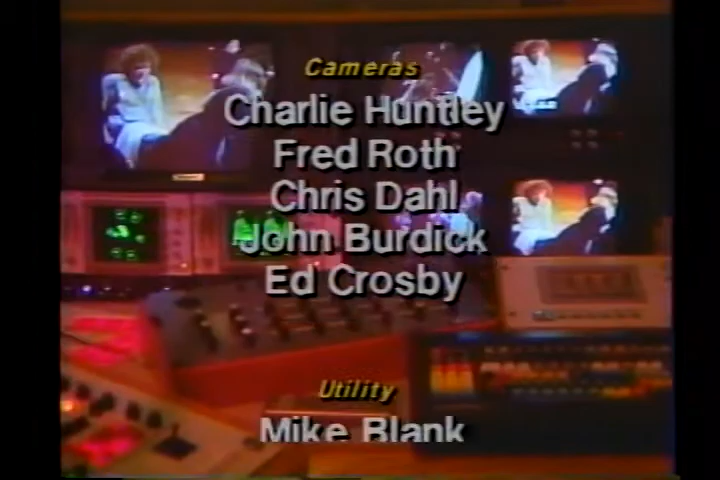 Cameras
Charlie Huntley
Fred Roth
Chris Dahl
John Burdick
Ed Crosby
Utility
Mike Blank